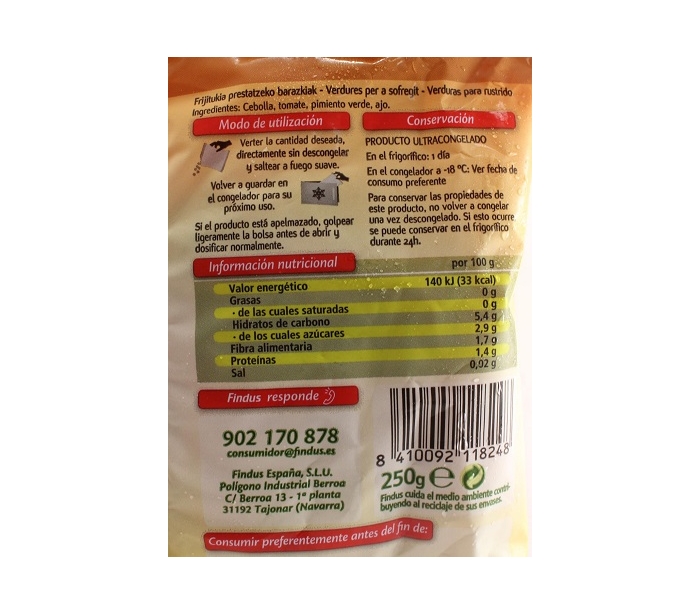 Frijitukia prestatzeko barazkiak - Verdures per a sofregit - Verduras para rustrido
Ingredientes: Cebolla, tomate, pimiento verde, ajo.
Modo de utilización
Verter la cantidad deseada,
directamente sin descongelar
y saltear a fuego suave.
Volver a guardar en
el congelador para su
próximo uso.
Si el producto está apelmazado, golpear
ligeramente la bolsa antes de abrir y
dosificar normalmente.
Conservación
PRODUCTO ULTRACONGELADO
En el frigorífico: 1 día
En el congelador a -18 ºC: Ver fecha de
consumo preferente
Para conservar las propiedades de
este producto, no volver a congelar
una vez descongelado. Si esto ocurre
se puede conservar en el frigorífico
durante 24h.
Información nutricional por 100 g
Valor energético 140 kJ (33 kcal)
Grasas 0 g
- de las cuales saturadas 0 g
Hidratos de carbono 5,4 g
- de los cuales azúcares 2,9 g
Fibra alimentaria 1,7 g
Proteínas 1,4 g
Sal 0,02 g
Findus responde
902 170 878
consumidor@findus.es
Findus España, S.L.U.
Polígono Industrial Berroa
C/ Berroa 13 - 1ª planta
31192 Tajonar (Navarra)
8 410092 118248
250g e
Findus cuida el medio ambiente contri-
buyendo al reciclaje de sus envases.
Consumir preferentemente antes del fin de: